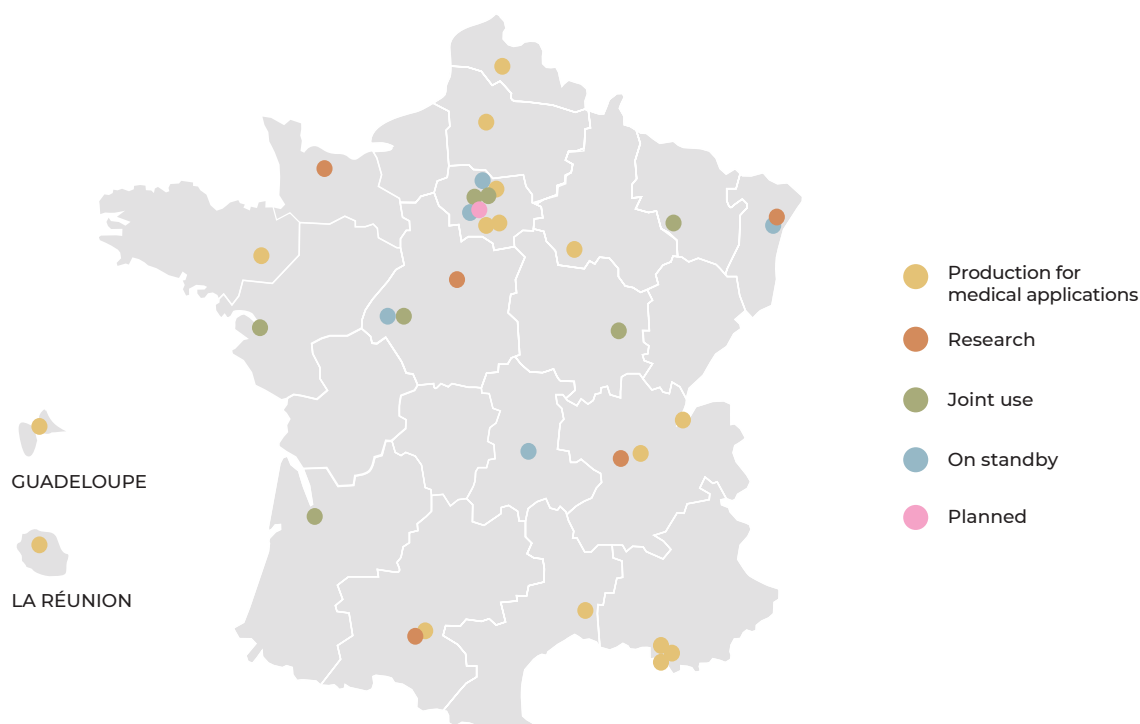 Production for
medical applications
Research
Joint use
On standby
Planned
GUADELOUPE
LA RÉUNION